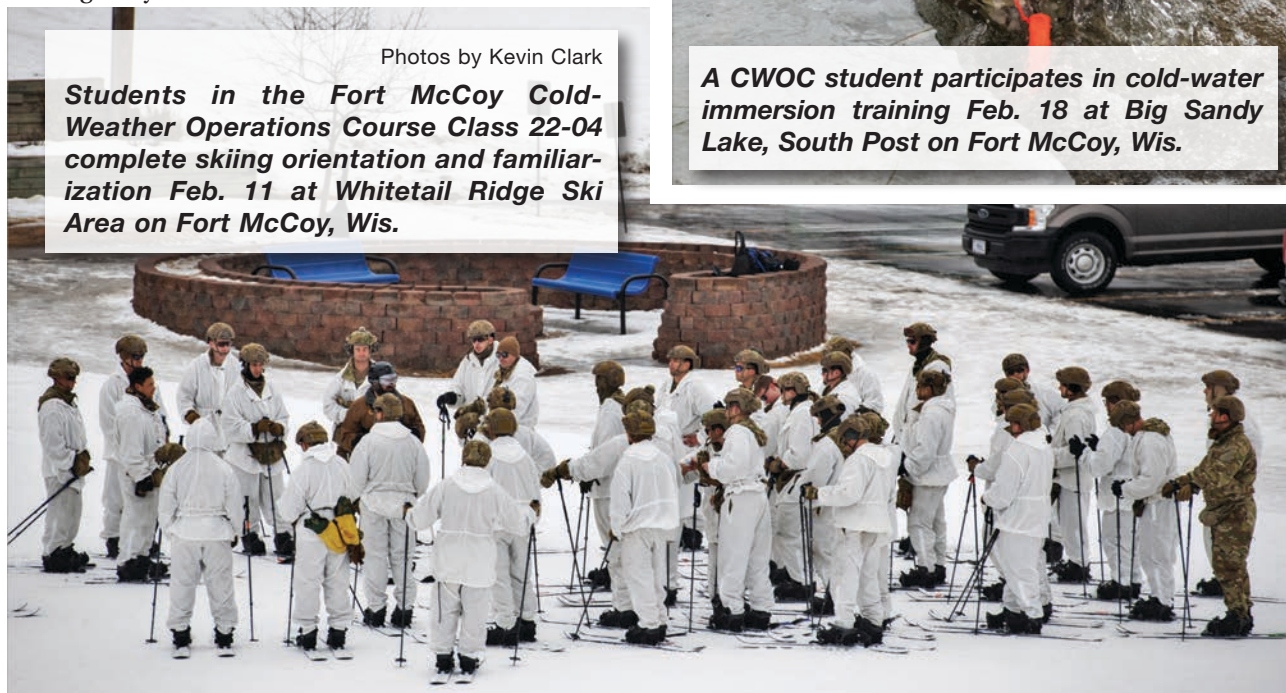 Photos by Kevin Clark
Students in the Fort McCoy Cold-
Weather Operations Course Class 22-04
complete skiing orientation and familiar-
ization Feb. 11 at Whitetail Ridge Ski
Area on Fort McCoy, Wis.
A CWOC student participates in cold-water
immersion training Feb. 18 at Big Sandy
Lake, South Post on Fort McCoy, Wis.